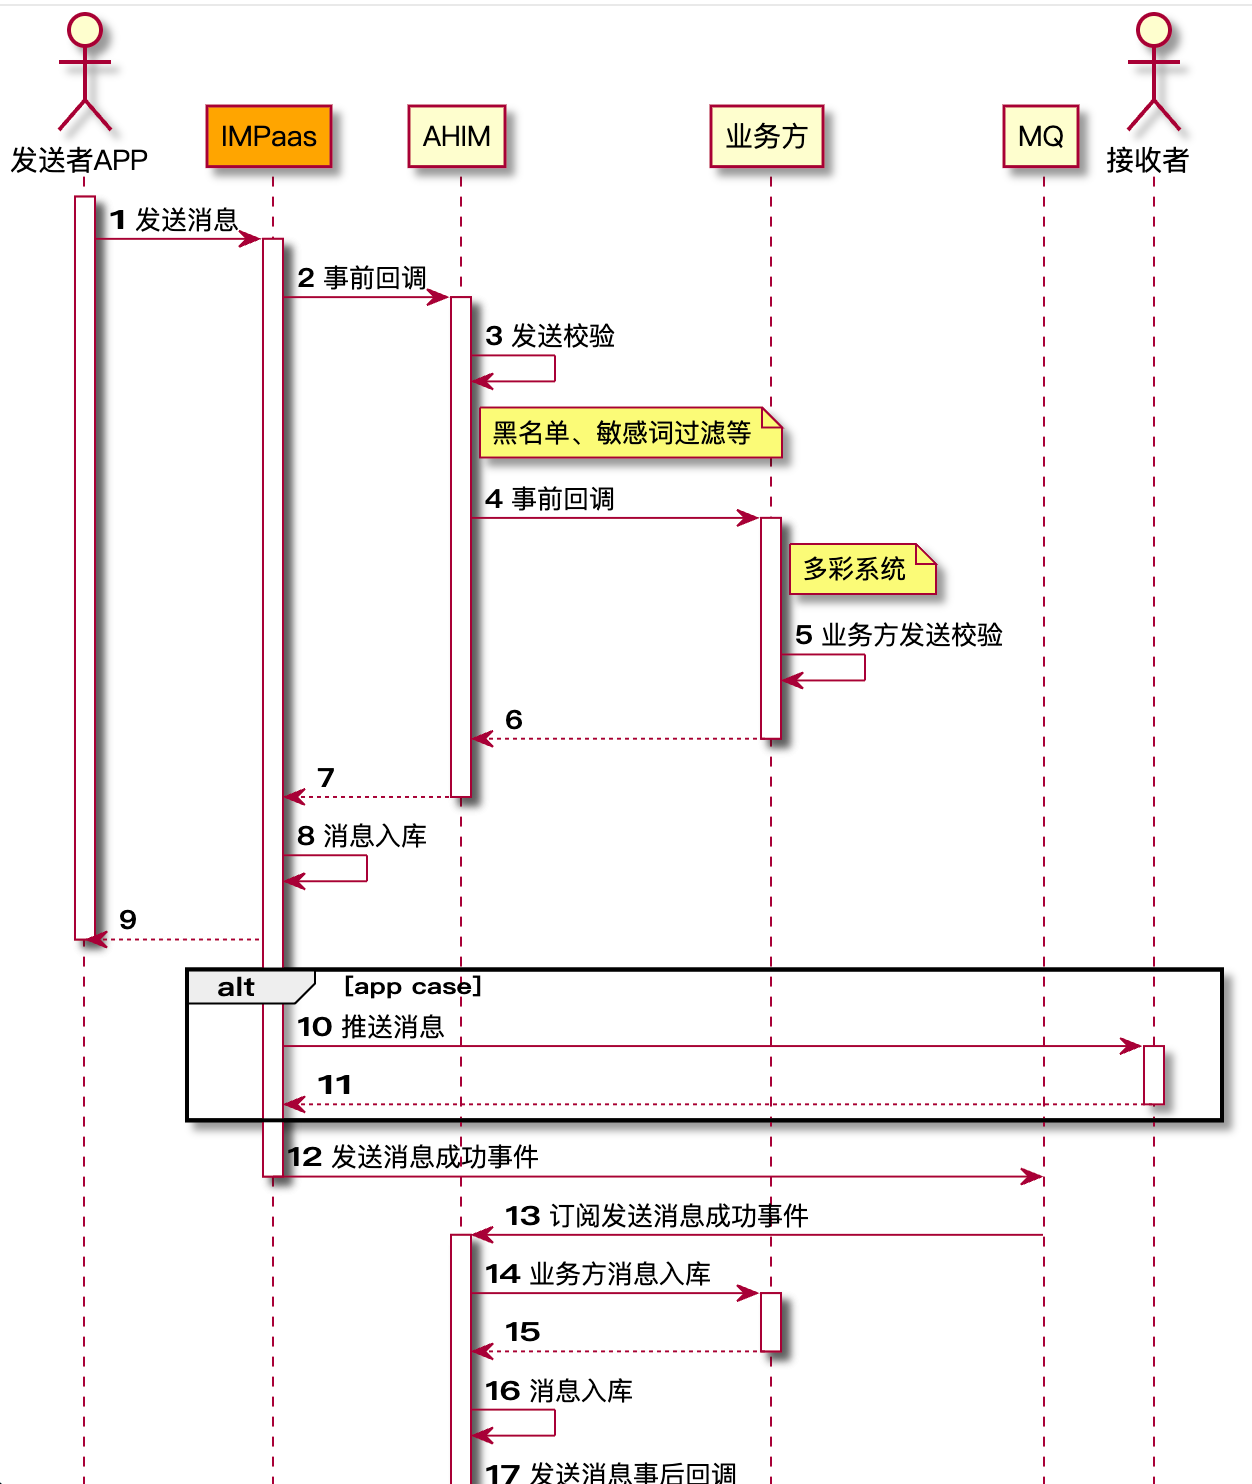 发送者APP
IMPaas
AHIM
业务方
MQ
接收者
1 发送消息
2 事前回调
3 发送校验
黑名单、敏感词过滤等
4 事前回调
多彩系统
5 业务方发送校验
6
7
8 消息入库
9
alt [app case]
10 推送消息
11
12 发送消息成功事件
13 订阅发送消息成功事件
14 业务方消息入库
15
16 消息入库
17 发送消息事后回调